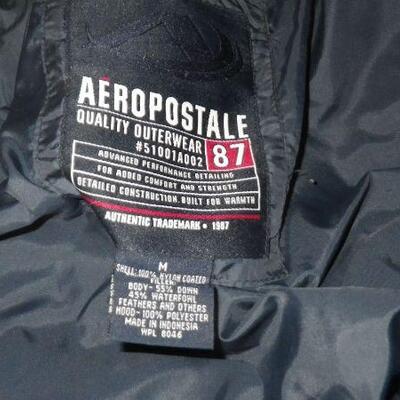 AÉROPOSTALE
QUALITY OUTERWEAR
#51001A002
87
ADVANCED PERFORMANCE DETAILING
FOR ADDED COMFORT AND STRENGTH
DETAILED CONSTRUCTION. BUILT FOR WARMTH
AUTHENTIC TRADEMARK • 1987
M
SHELL: 100% NYLON COATED
FILLER:
BODY- 55% DOWN
45% WATERFOWL
FEATHERS AND OTHERS
HOOD-100% POLYESTER
MADE IN INDONESIA
WPL 8046